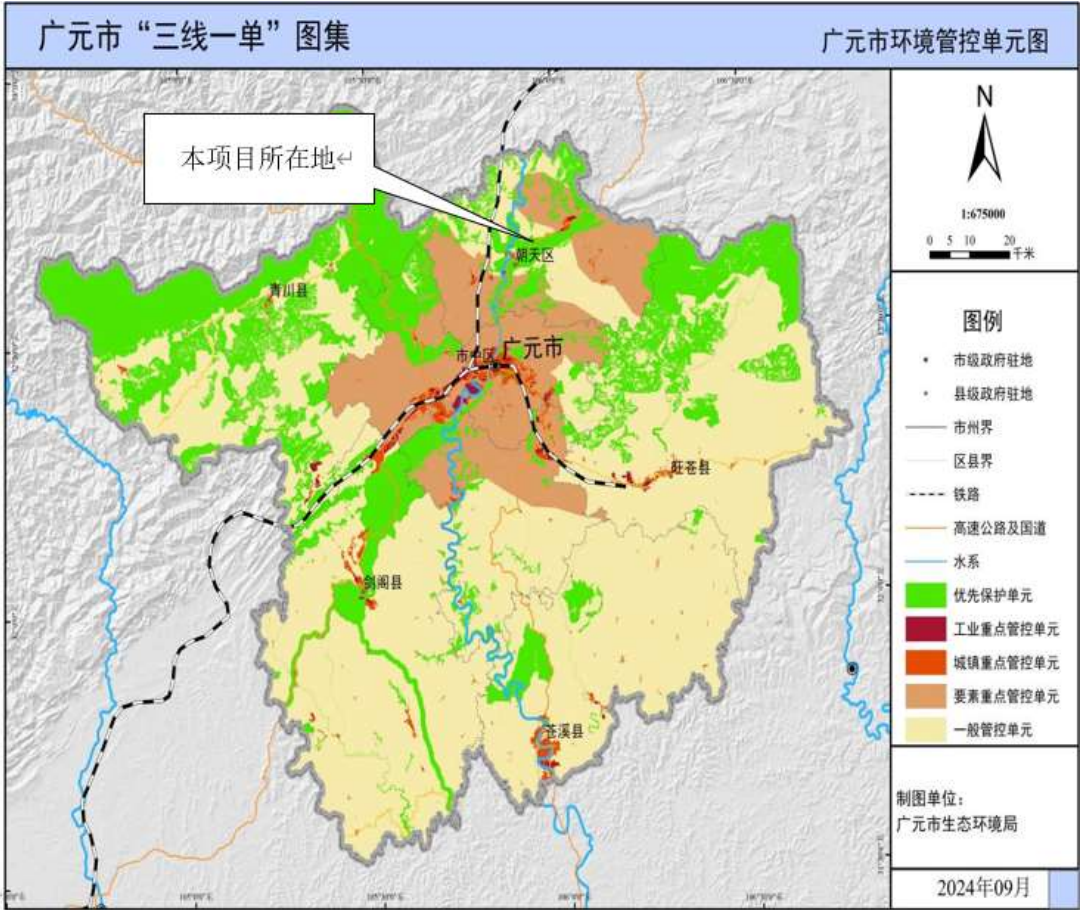 广元市“三线一单”图集
广元市环境管控单元图
本项目所在地↵
朝天区
青川县
市中区
广元市
旺苍县
剑阁县
苍溪县
N
1:675000
0 5 10 20
千米
图例
市级政府驻地
县级政府驻地
市州界
区县界
铁路
高速公路及国道
水系
优先保护单元
工业重点管控单元
城镇重点管控单元
要素重点管控单元
一般管控单元
制图单位：
广元市生态环境局
2024年09月